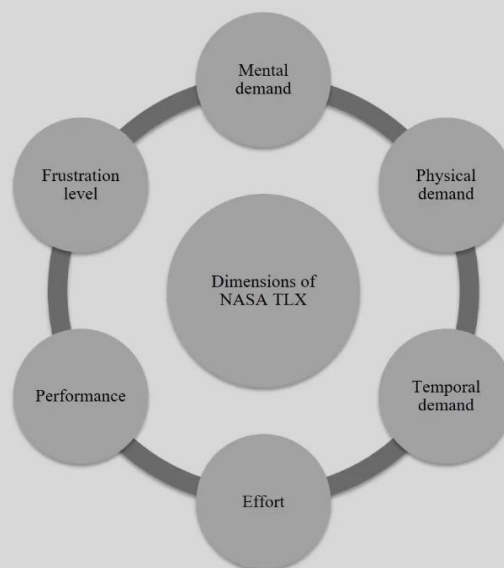 Mental
demand
Physical
demand
Temporal
demand
Effort
Performance
Frustration
level
Dimensions of
NASA TLX